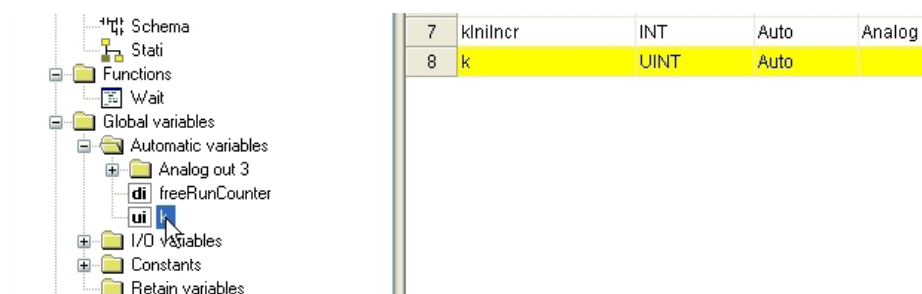 Schema
Stati
Functions
Wait
Global variables
Automatic variables
Analog out 3
di freeRunCounter
ui k
I/O variables
Constants
Retain variables
7 kIniIncr INT Auto Analog
8 k UINT Auto